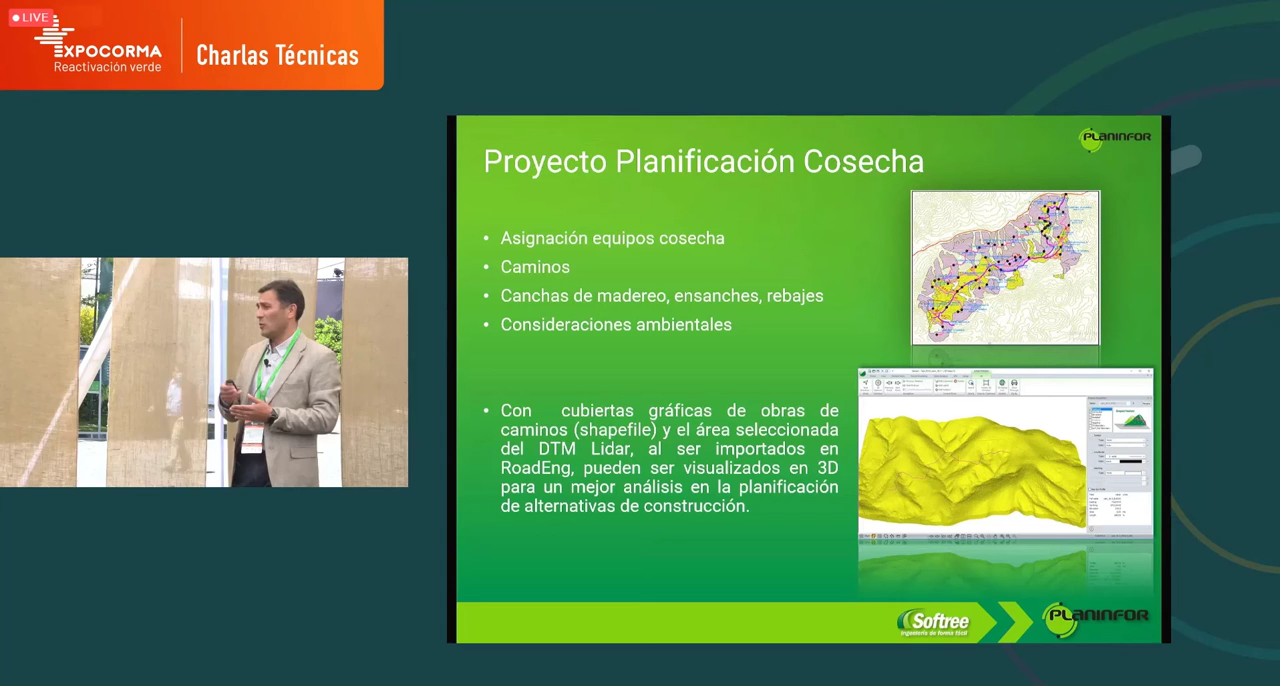 LIVE
EXPOCORMA
Reactivación verde
Charlas Técnicas
PLANINFOR
Proyecto Planificación Cosecha
• Asignación equipos cosecha
• Caminos
• Canchas de madereo, ensanches, rebajes
• Consideraciones ambientales
• Con cubiertas gráficas de obras de
caminos (shapefile) y el área seleccionada
del DTM Lidar, al ser importados en
RoadEng, pueden ser visualizados en 3D
para un mejor análisis en la planificación
de alternativas de construcción.
Softree
Ingeniería de forma fácil
PLANINFOR